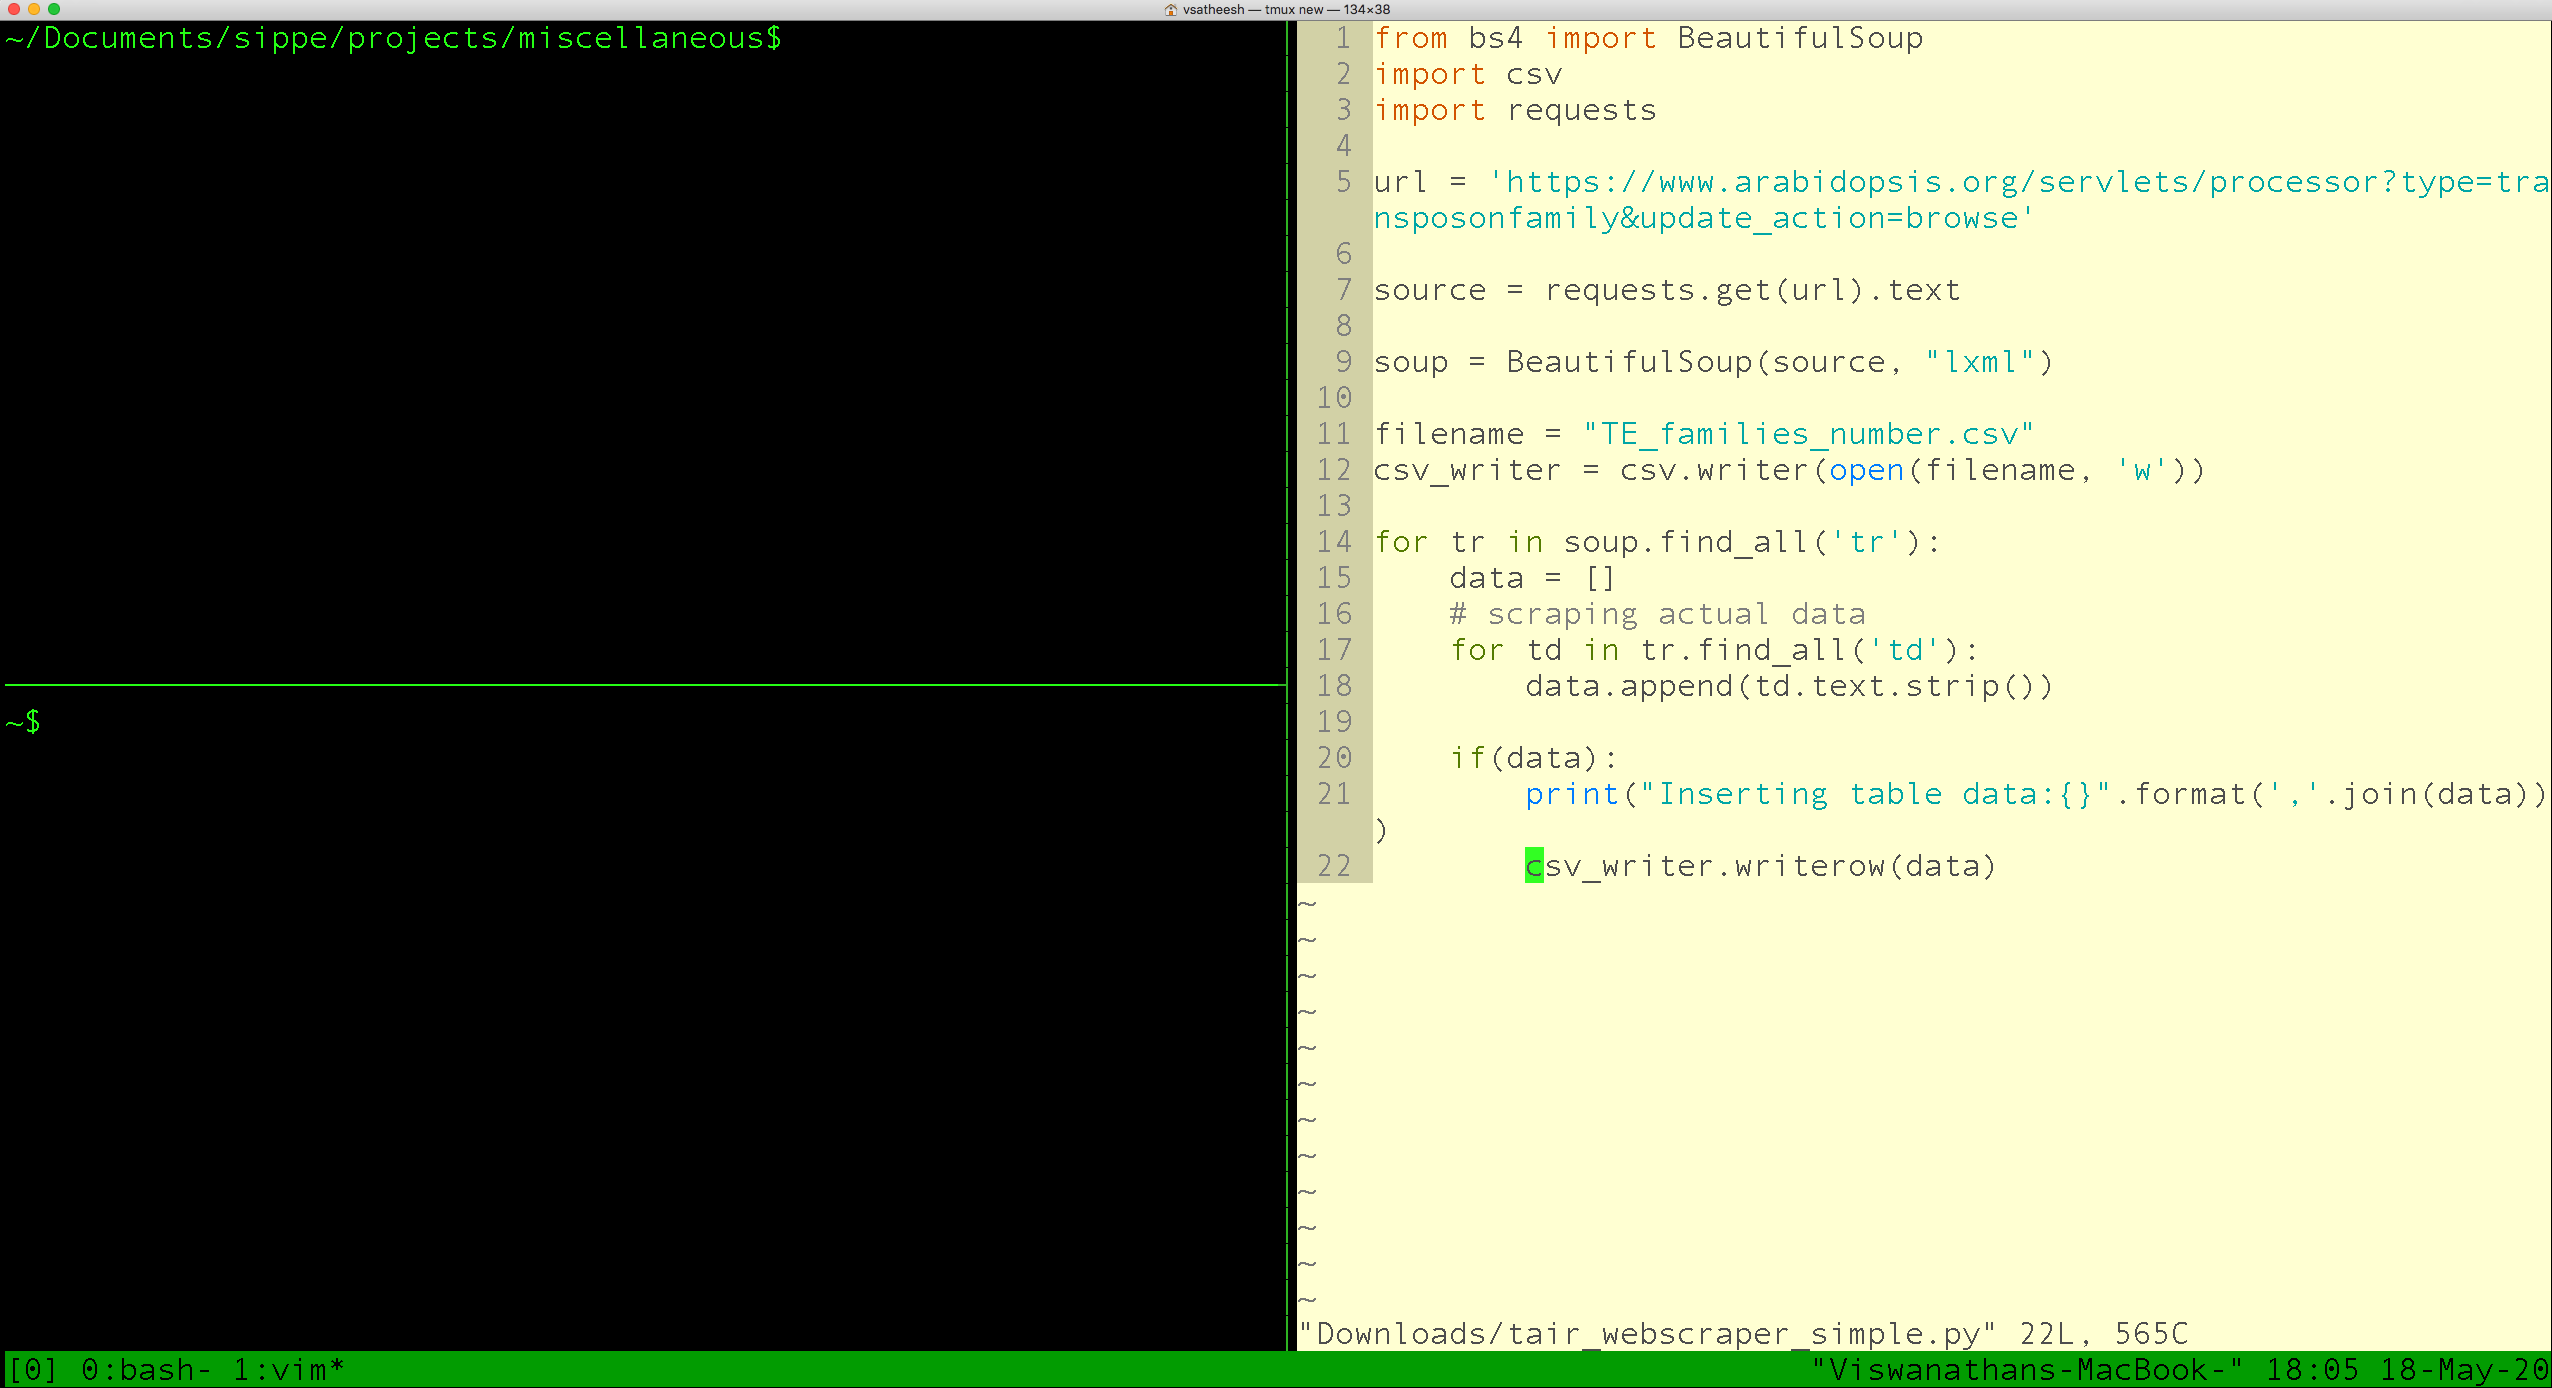 vsatheesh — tmux new — 134×38
~/Documents/sippe/projects/miscellaneous$
~$
1 from bs4 import BeautifulSoup
2 import csv
3 import requests
4
5 url = 'https://www.arabidopsis.org/servlets/processor?type=tra
nsposonfamily&update_action=browse'
6
7 source = requests.get(url).text
8
9 soup = BeautifulSoup(source, "lxml")
10
11 filename = "TE_families_number.csv"
12 csv_writer = csv.writer(open(filename, 'w'))
13
14 for tr in soup.find_all('tr'):
15     data = []
16     # scraping actual data
17     for td in tr.find_all('td'):
18         data.append(td.text.strip())
19
20     if(data):
21         print("Inserting table data:{}".format(','.join(data))
)
22         csv_writer.writerow(data)
~
~
~
~
~
~
~
~
~
~
~
~
"Downloads/tair_webscraper_simple.py" 22L, 565C
[0] 0:bash- 1:vim* "Viswanathans-MacBook-" 18:05 18-May-20